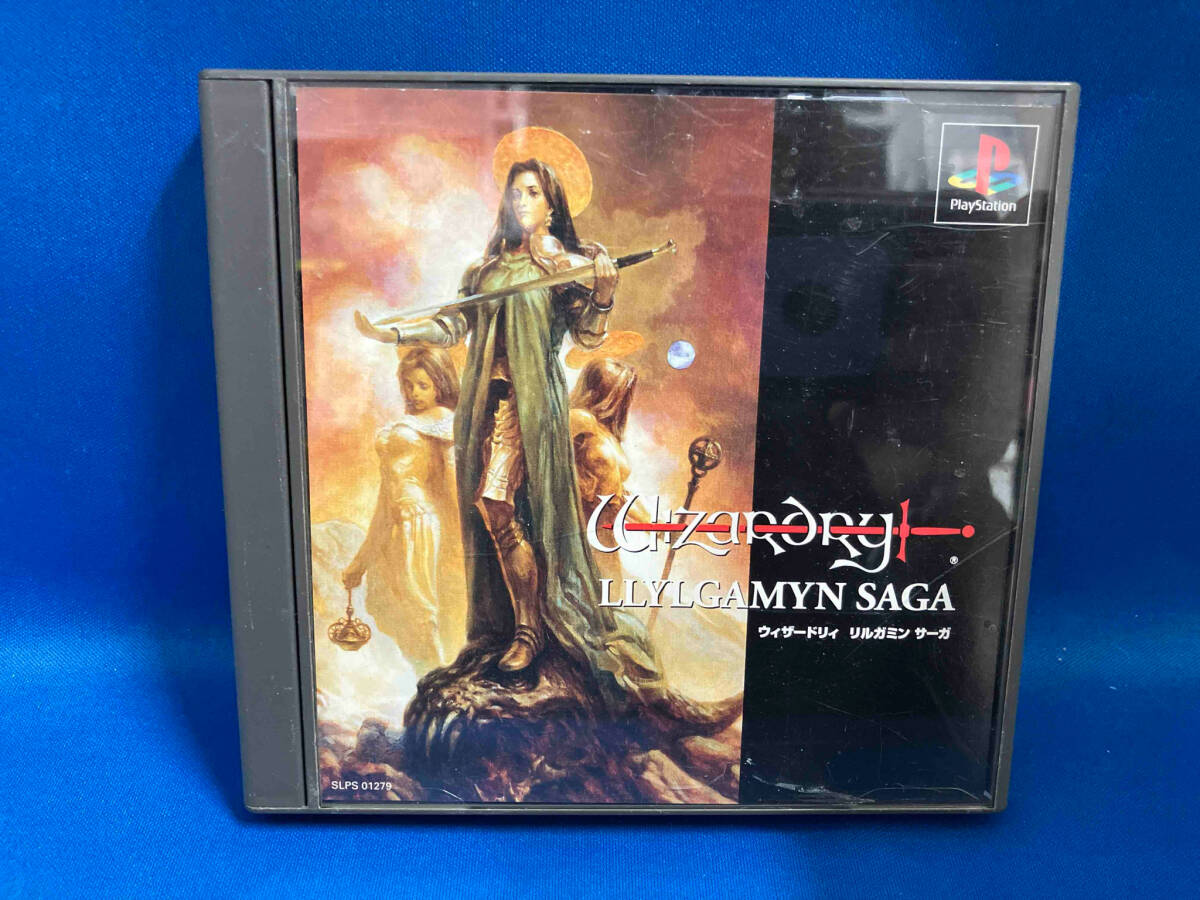 PlayStation
Wizardry®
LLYLGAMYN SAGA
ウィザードリィ リルガミン サーガ
SLPS 01279